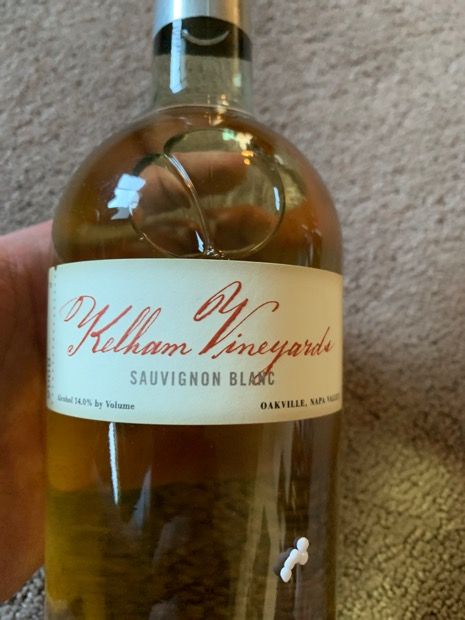 Kelham Vineyards
SAUVIGNON BLANC
Alcohol 14.0% by Volume
OAKVILLE, NAPA VALLEY